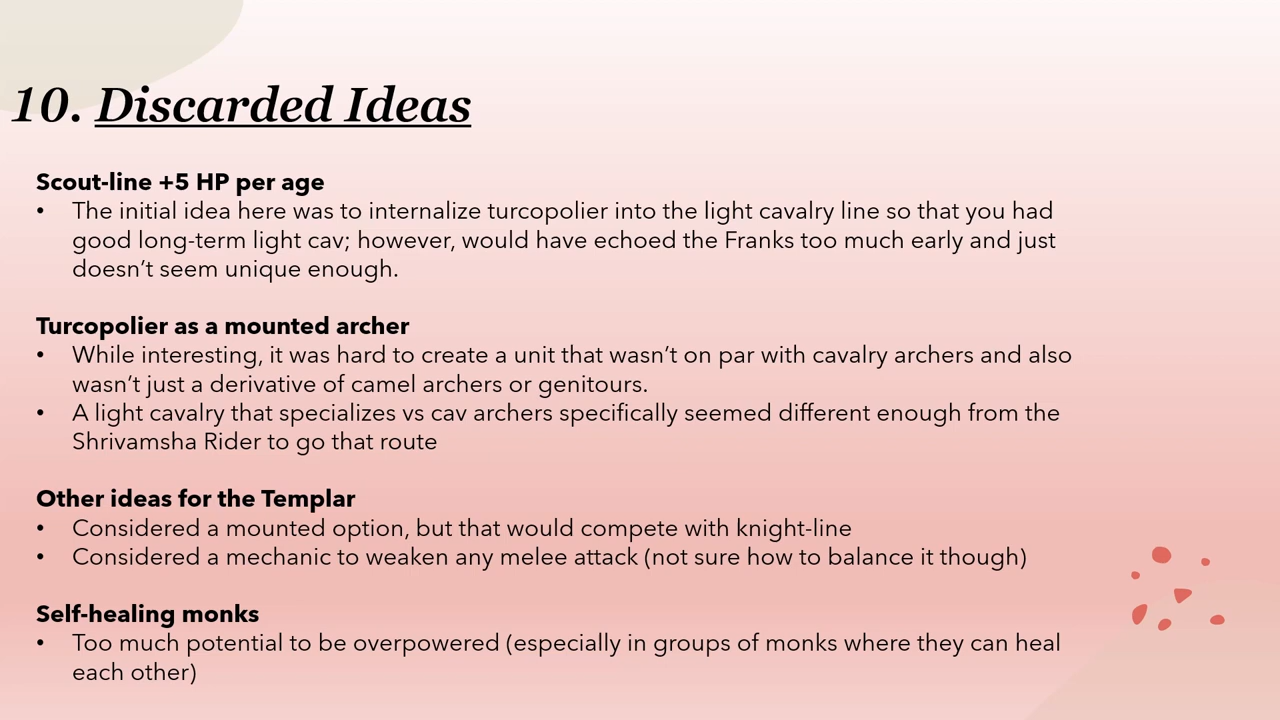 10. Discarded Ideas
Scout-line +5 HP per age
• The initial idea here was to internalize turcopolier into the light cavalry line so that you had
good long-term light cav; however, would have echoed the Franks too much early and just
doesn’t seem unique enough.
Turcopolier as a mounted archer
• While interesting, it was hard to create a unit that wasn’t on par with cavalry archers and also
wasn’t just a derivative of camel archers or genitours.
• A light cavalry that specializes vs cav archers specifically seemed different enough from the
Shrivamsha Rider to go that route
Other ideas for the Templar
• Considered a mounted option, but that would compete with knight-line
• Considered a mechanic to weaken any melee attack (not sure how to balance it though)
Self-healing monks
• Too much potential to be overpowered (especially in groups of monks where they can heal
each other)